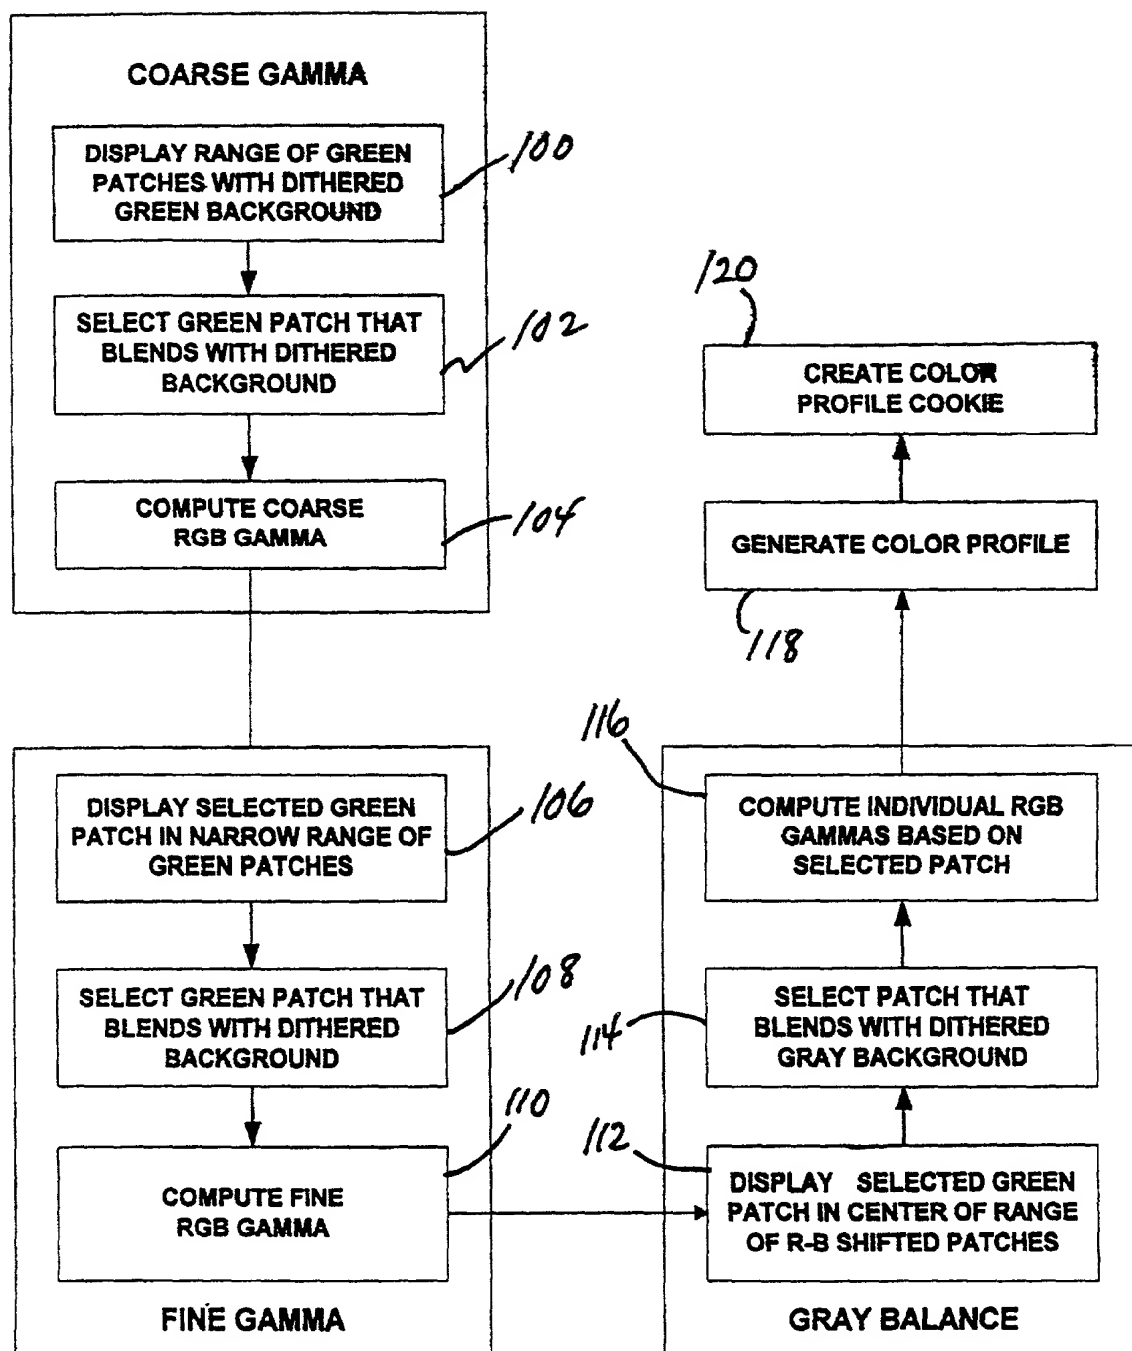 COARSE GAMMA
DISPLAY RANGE OF GREEN
PATCHES WITH DITHERED
GREEN BACKGROUND
100
SELECT GREEN PATCH THAT
BLENDS WITH DITHERED
BACKGROUND
102
COMPUTE COARSE
RGB GAMMA
104
DISPLAY SELECTED GREEN
PATCH IN NARROW RANGE OF
GREEN PATCHES
106
SELECT GREEN PATCH THAT
BLENDS WITH DITHERED
BACKGROUND
108
COMPUTE FINE
RGB GAMMA
110
FINE GAMMA
112
DISPLAY SELECTED GREEN
PATCH IN CENTER OF RANGE
OF R-B SHIFTED PATCHES
114
SELECT PATCH THAT
BLENDS WITH DITHERED
GRAY BACKGROUND
116
COMPUTE INDIVIDUAL RGB
GAMMAS BASED ON
SELECTED PATCH
GRAY BALANCE
118
GENERATE COLOR PROFILE
120
CREATE COLOR
PROFILE COOKIE